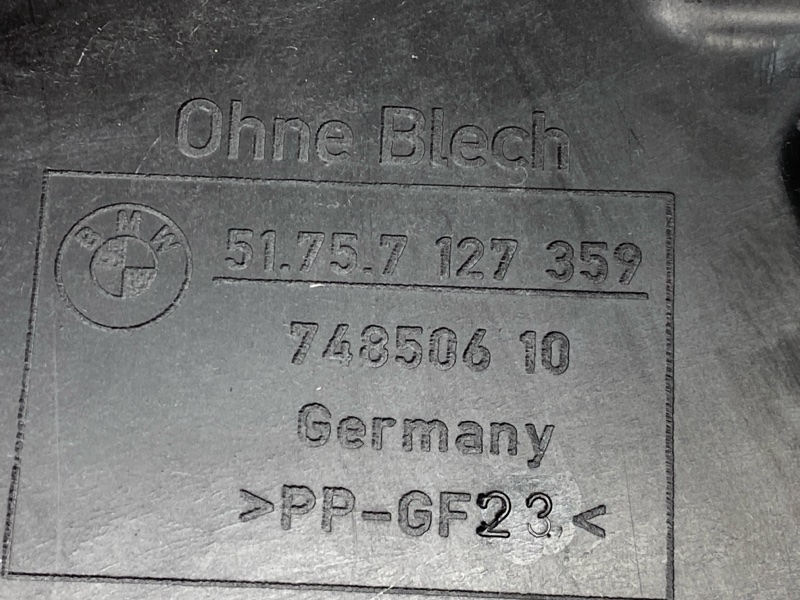 Ohne Blech
BMW
51.75.7 127 359
748506 10
Germany
>PP-GF23<